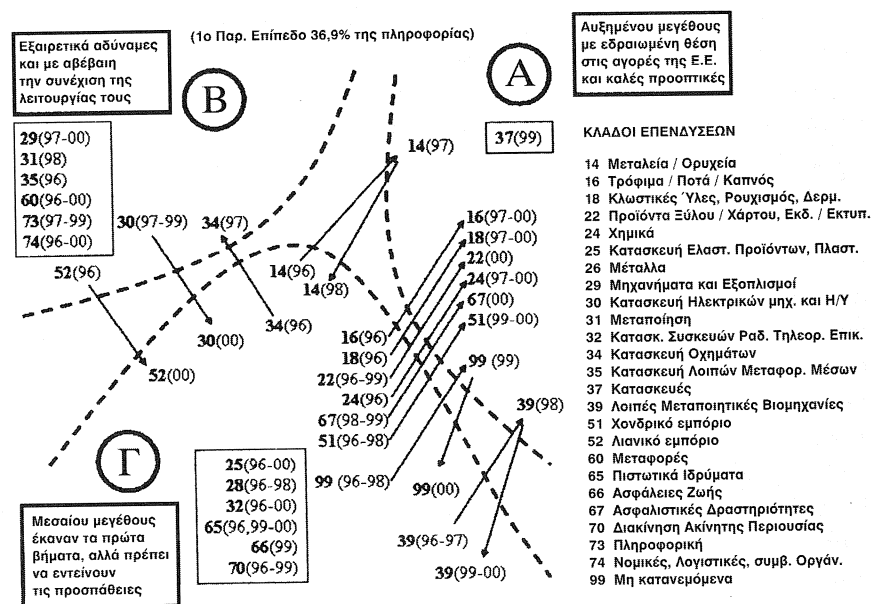 (1ο Παρ. Επίπεδο 36,9% της πληροφορίας)
Εξαιρετικά αδύναμες
και με αβέβαιη
την συνέχιση της
λειτουργίας τους
Β
Α
Αυξημένου μεγέθους
με εδραιωμένη θέση
στις αγορές της Ε.Ε.
και καλές προοπτικές
29(97-00)
31(98)
35(96)
60(96-00)
73(97-99)
74(96-00)
37(99)
14(97)
30(97-99)
34(97)
52(96)
14(96)
14(98)
34(96)
30(00)
52(00)
16(97-00)
18(97-00)
22(00)
24(97-00)
67(00)
51(99-00)
16(96)
18(96)
22(96-99)
24(96)
67(98-99)
51(96-98)
99 (99)
39(98)
99 (96-98)
99(00)
39(96-97)
39(99-00)
Γ
25(96-00)
28(96-98)
32(96-00)
65(96,99-00)
66(99)
70(96-99)
Μεσαίου μεγέθους
έκαναν τα πρώτα
βήματα, αλλά πρέπει
να εντείνουν
τις προσπάθειες
ΚΛΑΔΟΙ ΕΠΕΝΔΥΣΕΩΝ
14 Μεταλεία / Ορυχεία
16 Τρόφιμα / Ποτά / Καπνός
18 Κλωστικές Ύλες, Ρουχισμός, Δερμ.
22 Προϊόντα Ξύλου / Χάρτου, Εκδ. / Εκτυπ.
24 Χημικά
25 Κατασκευή Ελαστ. Προϊόντων, Πλαστ.
26 Μέταλλα
29 Μηχανήματα και Εξοπλισμοί
30 Κατασκευή Ηλεκτρικών μηχ. και Η/Υ
31 Μεταποίηση
32 Κατασκ. Συσκευών Ραδ. Τηλεορ. Επικ.
34 Κατασκευή Οχημάτων
35 Κατασκευή Λοιπών Μεταφορ. Μέσων
37 Κατασκευές
39 Λοιπές Μεταποιητικές Βιομηχανίες
51 Χονδρικό εμπόριο
52 Λιανικό εμπόριο
60 Μεταφορές
65 Πιστωτικά Ιδρύματα
66 Ασφάλειες Ζωής
67 Ασφαλιστικές Δραστηριότητες
70 Διακίνηση Ακίνητης Περιουσίας
73 Πληροφορική
74 Νομικές, Λογιστικές, συμβ. Οργάν.
99 Μη κατανεμόμενα